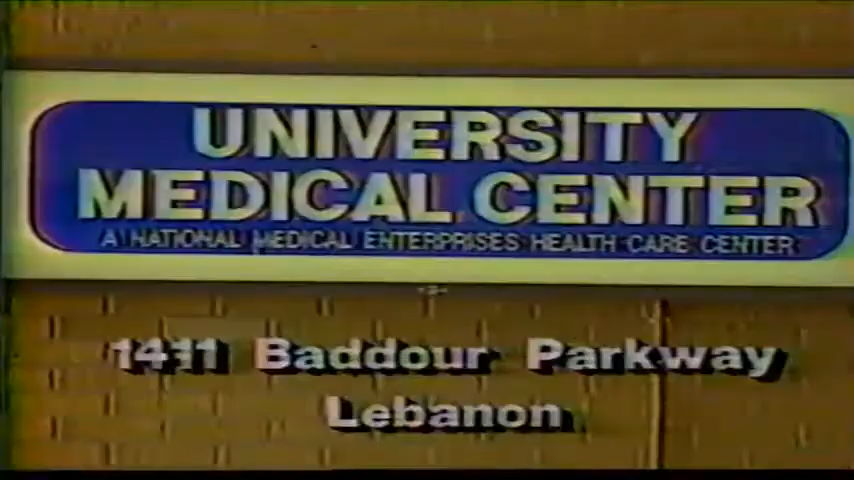 UNIVERSITY
MEDICAL CENTER
A NATIONAL MEDICAL ENTERPRISES HEALTH CARE CENTER
1411 Baddour Parkway
Lebanon